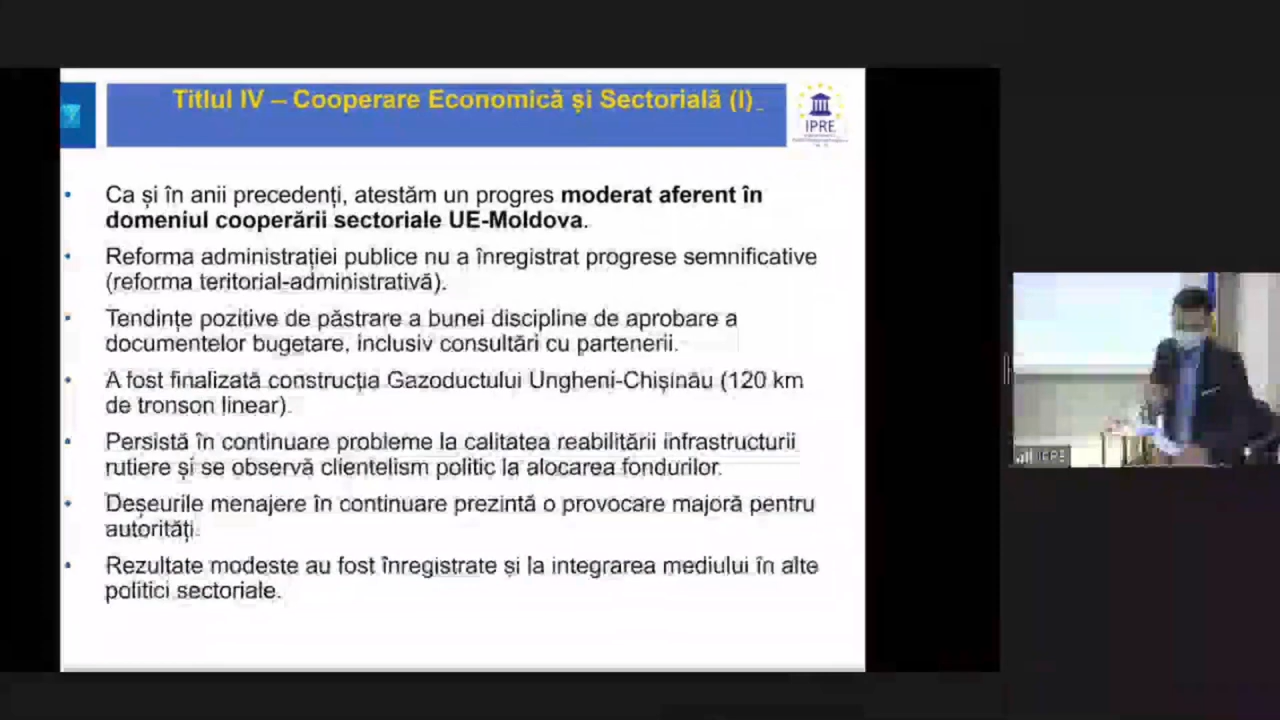 Titlul IV – Cooperare Economică și Sectorială (I)
IPRE
Ca și în anii precedenți, atestăm un progres moderat aferent în
domeniul cooperării sectoriale UE-Moldova.
Reforma administrației publice nu a înregistrat progrese semnificative
(reforma teritorial-administrativă).
Tendințe pozitive de păstrare a bunei discipline de aprobare a
documentelor bugetare, inclusiv consultări cu partenerii.
A fost finalizată construcția Gazoductului Ungheni-Chișinău (120 km
de tronson linear).
Persistă în continuare probleme la calitatea reabilitării infrastructurii
rutiere și se observă clientelism politic la alocarea fondurilor.
Deșeurile menajere în continuare prezintă o provocare majoră pentru
autorități.
Rezultate modeste au fost înregistrate și la integrarea mediului în alte
politici sectoriale.
IPRE